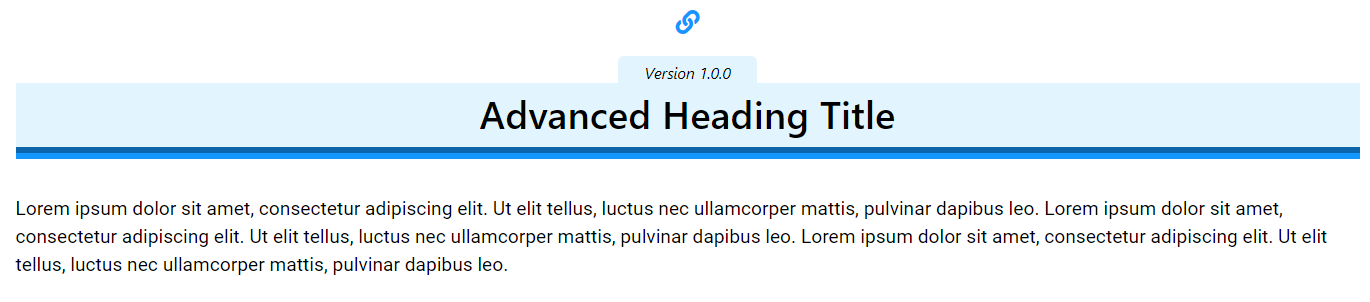 Version 1.0.0
Advanced Heading Title
Lorem ipsum dolor sit amet, consectetur adipiscing elit. Ut elit tellus, luctus nec ullamcorper mattis, pulvinar dapibus leo. Lorem ipsum dolor sit amet,
consectetur adipiscing elit. Ut elit tellus, luctus nec ullamcorper mattis, pulvinar dapibus leo. Lorem ipsum dolor sit amet, consectetur adipiscing elit. Ut elit
tellus, luctus nec ullamcorper mattis, pulvinar dapibus leo.